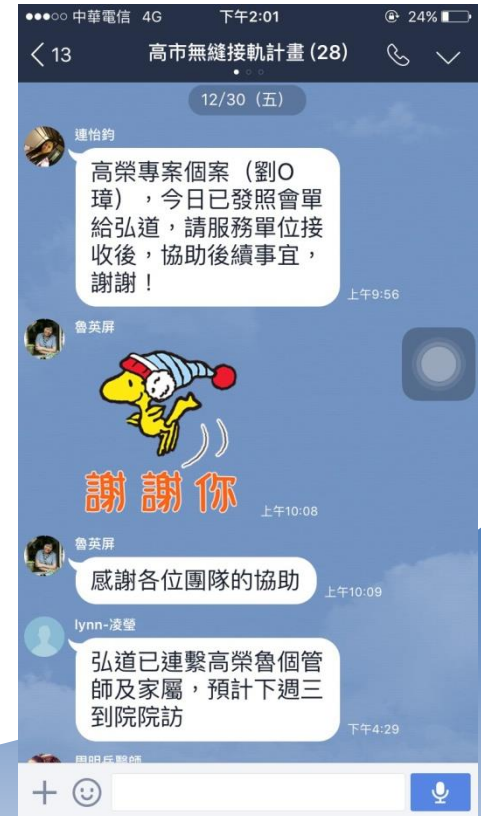 中華電信 4G 下午2:01 24%
13 高市無縫接軌計畫 (28)
12/30（五）
連怡鈞
高榮專案個案（劉O
璋），今日已發照會單
給弘道，請服務單位接
收後，協助後續事宜，
謝謝！
上午9:56
魯英屏
謝謝你
上午10:08
魯英屏
感謝各位團隊的協助
上午10:09
lynn-凌瑩
弘道已連繫高榮魯個管
師及家屬，預計下週三
到院院訪
下午4:29
周明岳醫師